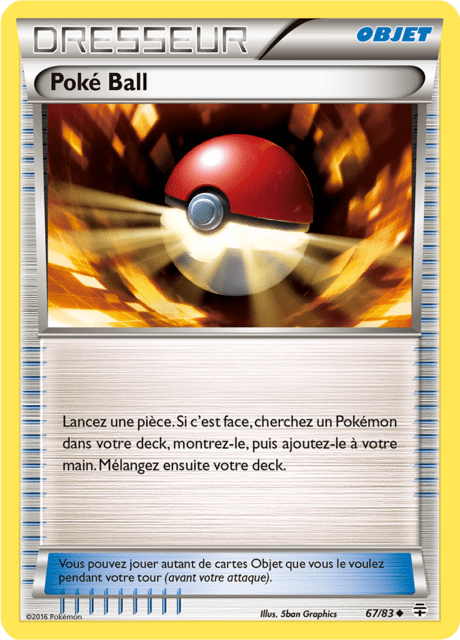 DRESSEUR OBJET
Poké Ball
Lancez une pièce. Si c'est face, cherchez un Pokémon
dans votre deck, montrez-le, puis ajoutez-le à votre
main. Mélangez ensuite votre deck.
Vous pouvez jouer autant de cartes Objet que vous le voulez
pendant votre tour (avant votre attaque).
©2016 Pokémon Illus. 5ban Graphics 67/83